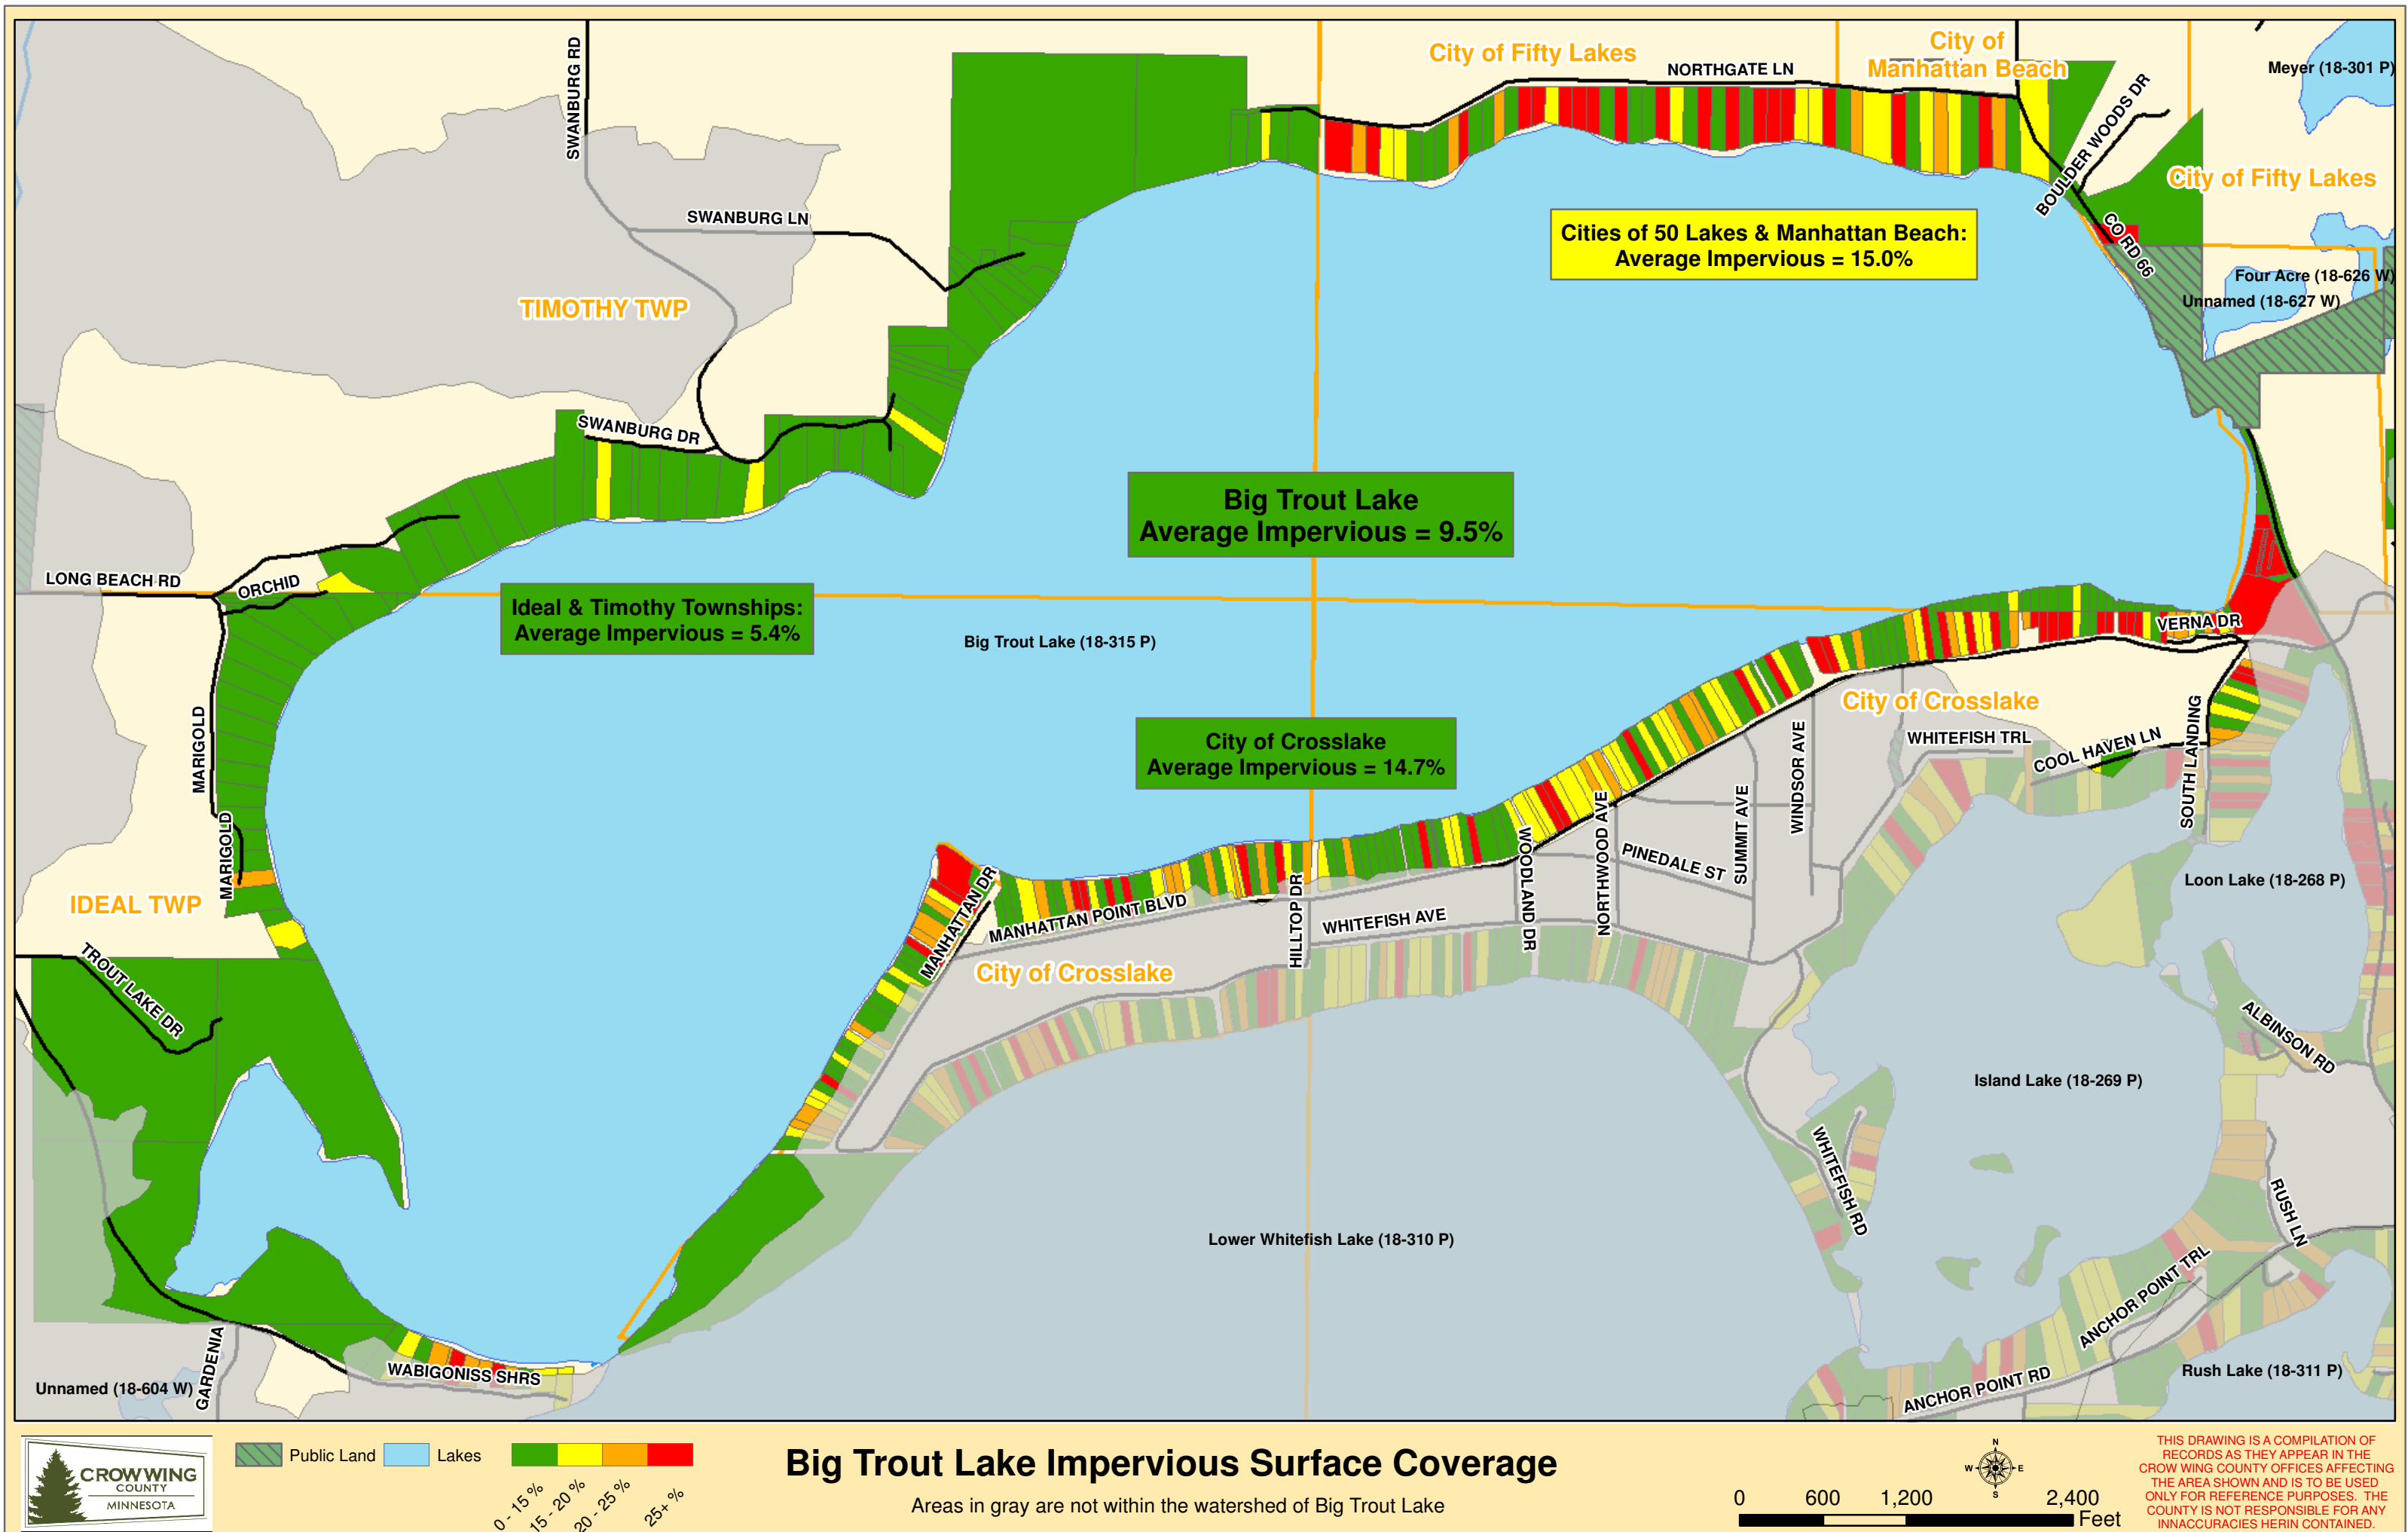 SWANBURG RD
City of Fifty Lakes
NORTHGATE LN
City of
Manhattan Beach
Meyer (18-301 P)
BOULDER WOODS DR
City of Fifty Lakes
SWANBURG LN
Cities of 50 Lakes & Manhattan Beach:
Average Impervious = 15.0%
CO RD 66
Four Acre (18-626 W)
Unnamed (18-627 W)
TIMOTHY TWP
SWANBURG DR
Big Trout Lake
Average Impervious = 9.5%
LONG BEACH RD
ORCHID
Ideal & Timothy Townships:
Average Impervious = 5.4%
Big Trout Lake (18-315 P)
VERNA DR
City of Crosslake
MARIGOLD
City of Crosslake
Average Impervious = 14.7%
WHITEFISH TRL
COOL HAVEN LN
SOUTH LANDING
WINDSOR AVE
SUMMIT AVE
MARIGOLD
WOODLAND DR
NORTHWOOD AVE
PINEDALE ST
Loon Lake (18-268 P)
IDEAL TWP
MANHATTAN DR
MANHATTAN POINT BLVD
HILLTOP DR
WHITEFISH AVE
City of Crosslake
TROUT LAKE DR
ALBINSON RD
Island Lake (18-269 P)
WHITEFISH RD
RUSH LN
Lower Whitefish Lake (18-310 P)
ANCHOR POINT TRL
GARDENIA
WABIGONISS SHRS
Unnamed (18-604 W)
Rush Lake (18-311 P)
ANCHOR POINT RD
CROW WING
COUNTY
MINNESOTA
Public Land
Lakes
0 - 15 %
15 - 20 %
20 - 25 %
25+ %
Big Trout Lake Impervious Surface Coverage
Areas in gray are not within the watershed of Big Trout Lake
N
W
E
S
0 600 1,200 2,400
Feet
THIS DRAWING IS A COMPILATION OF
RECORDS AS THEY APPEAR IN THE
CROW WING COUNTY OFFICES AFFECTING
THE AREA SHOWN AND IS TO BE USED
ONLY FOR REFERENCE PURPOSES. THE
COUNTY IS NOT RESPONSIBLE FOR ANY
INNACCURACIES HERIN CONTAINED.